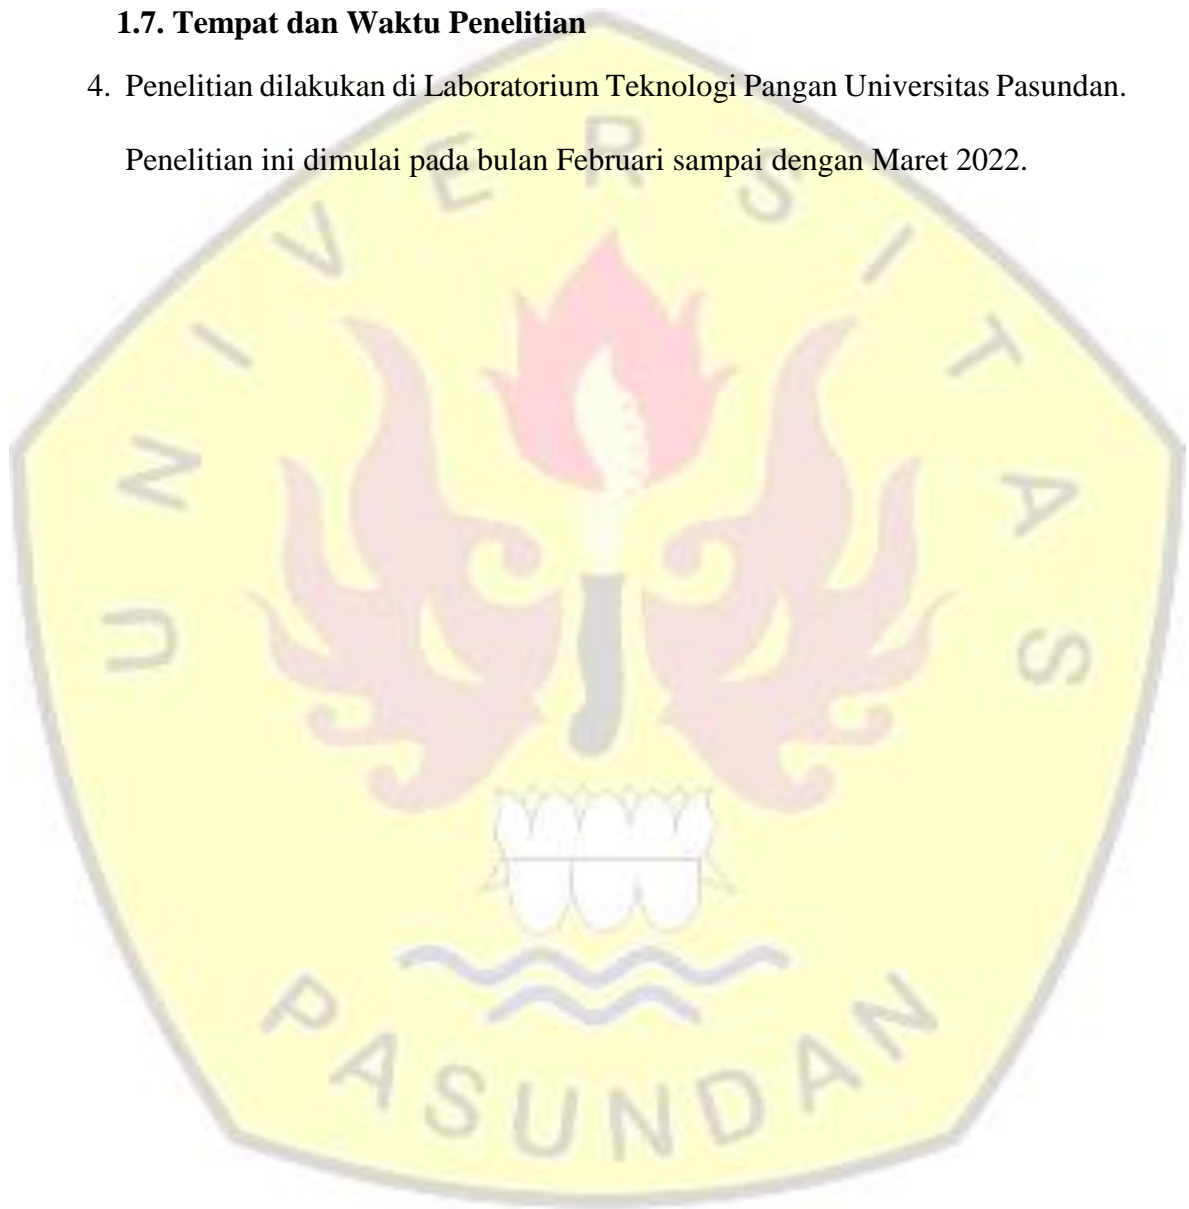 1.7. Tempat dan Waktu Penelitian
4. Penelitian dilakukan di Laboratorium Teknologi Pangan Universitas Pasundan.
Penelitian ini dimulai pada bulan Februari sampai dengan Maret 2022.
UNIVERSITAS
PASUNDAN